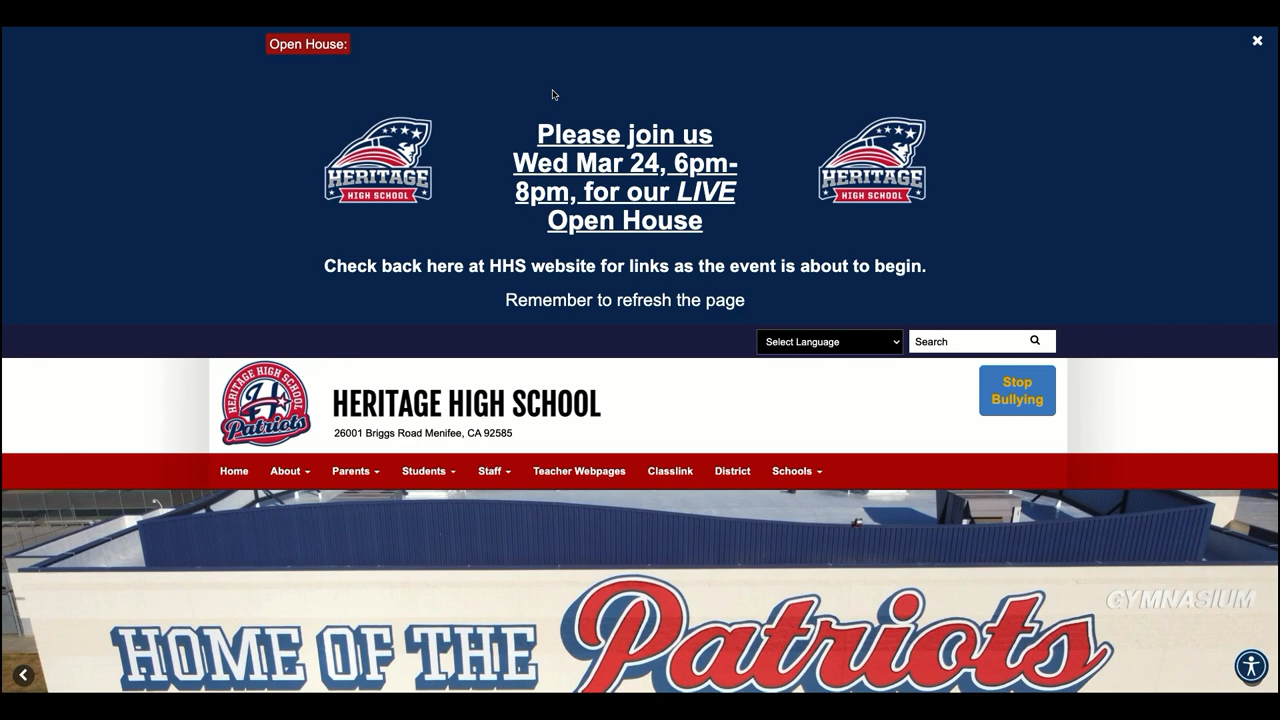 Open House:
HERITAGE
HIGH SCHOOL
Please join us
Wed Mar 24, 6pm-
8pm, for our LIVE
Open House
HERITAGE
HIGH SCHOOL
Check back here at HHS website for links as the event is about to begin.
Remember to refresh the page
Select Language
Search
HERITAGE HIGH SCHOOL
H
Patriots
HERITAGE HIGH SCHOOL
26001 Briggs Road Menifee, CA 92585
Stop
Bullying
Home About Parents Students Staff Teacher Webpages Classlink District Schools
GYMNASIUM
HOME OF THE Patriots